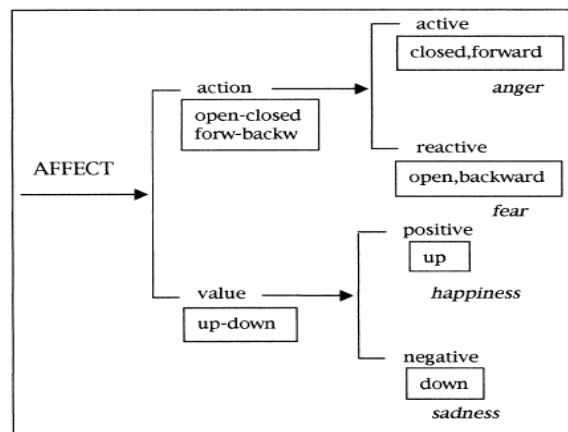 active
closed,forward
anger
action
open-closed
forw-backw
reactive
open,backward
fear
AFFECT
positive
up
happiness
value
up-down
negative
down
sadness